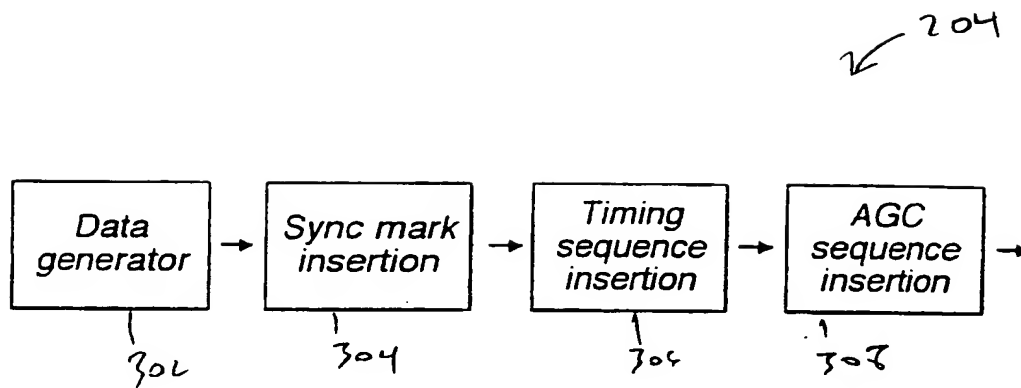 204
Data
generator
Sync mark
insertion
Timing
sequence
insertion
AGC
sequence
insertion
302
304
306
308